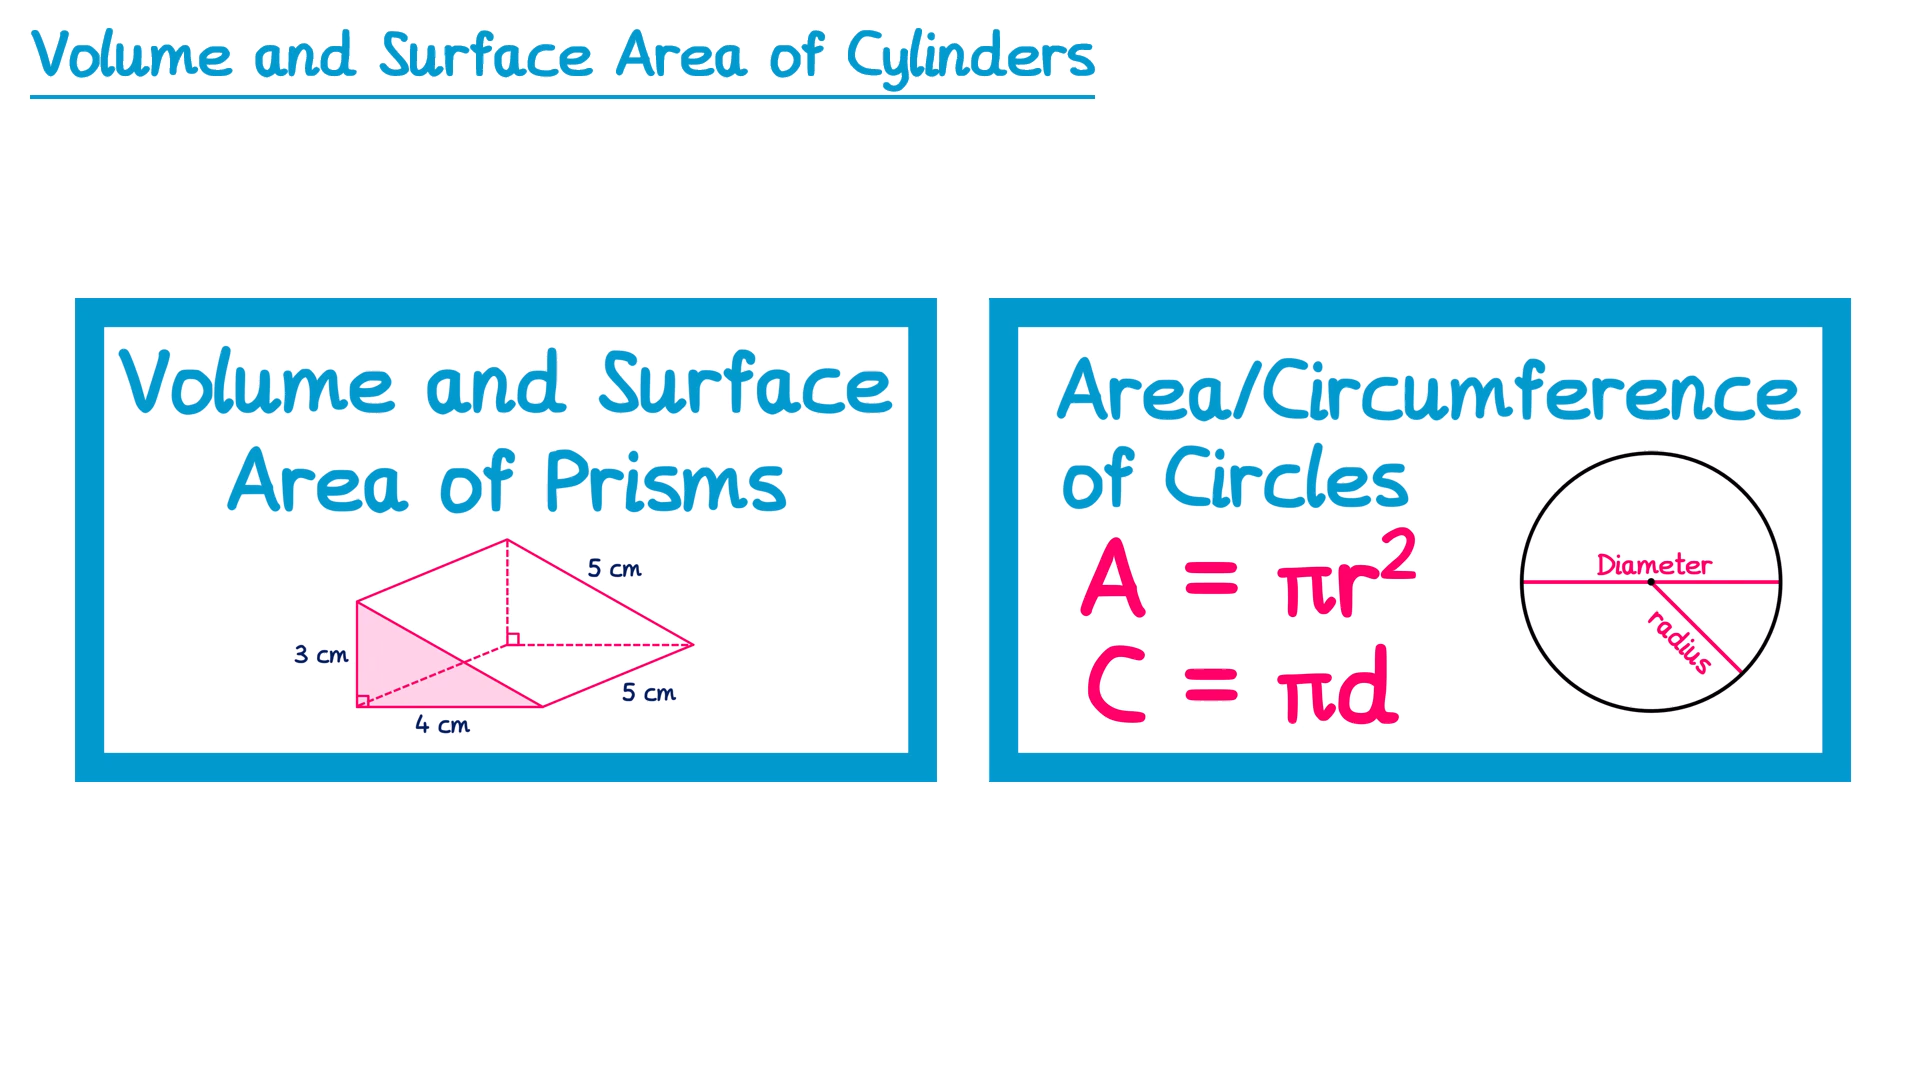 Volume and Surface Area of Cylinders
Volume and Surface
Area of Prisms
5 cm
3 cm
5 cm
4 cm
Area/Circumference
of Circles
A = πr²
C = πd
Diameter
radius